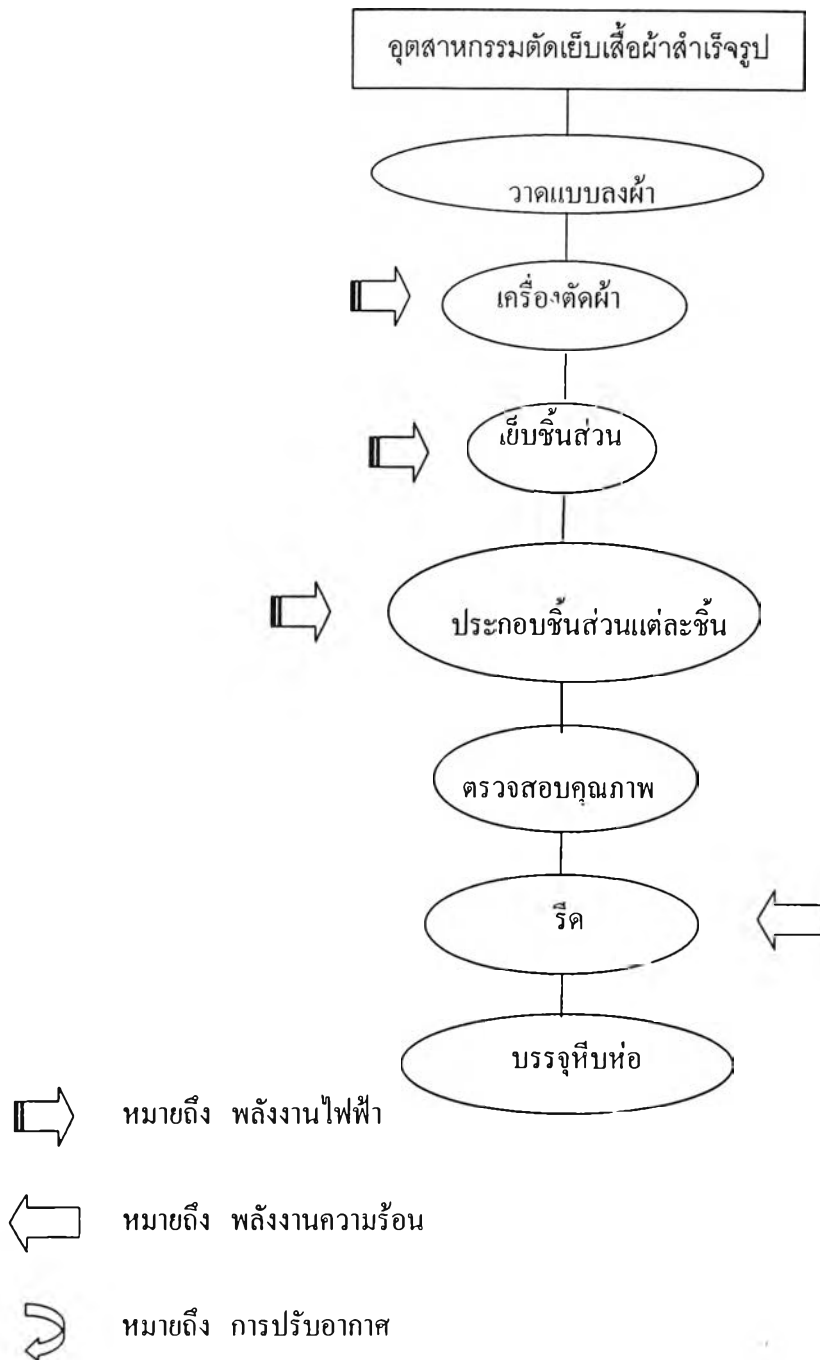 อุตสาหกรรมตัดเย็บเสื้อผ้าสำเร็จรูป
วาดแบบลงผ้า
เครื่องตัดผ้า
เย็บชิ้นส่วน
ประกอบชิ้นส่วนแต่ละชิ้น
ตรวจสอบคุณภาพ
รีด
บรรจุหีบห่อ
หมายถึง พลังงานไฟฟ้า
หมายถึง พลังงานความร้อน
หมายถึง การปรับอากาศ